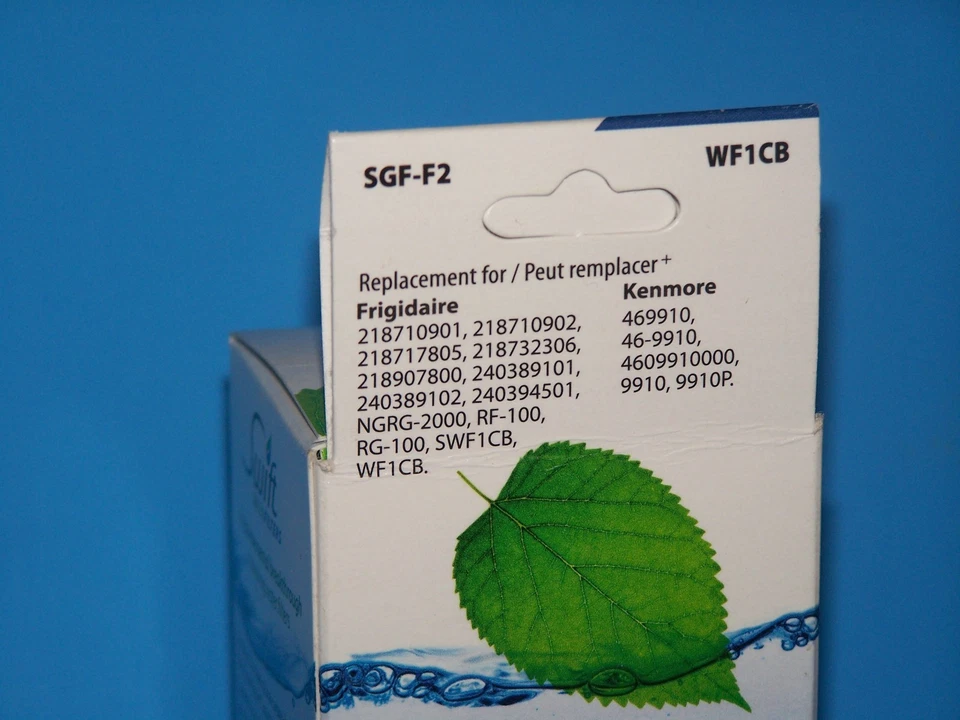 SGF-F2
WF1CB
Replacement for / Peut remplacer+
Frigidaire
218710901, 218710902,
218717805, 218732306,
218907800, 240389101,
240389102, 240394501,
NGRG-2000, RF-100,
RG-100, SWF1CB,
WF1CB.
Kenmore
469910,
46-9910,
4609910000,
9910, 9910P.
Swift